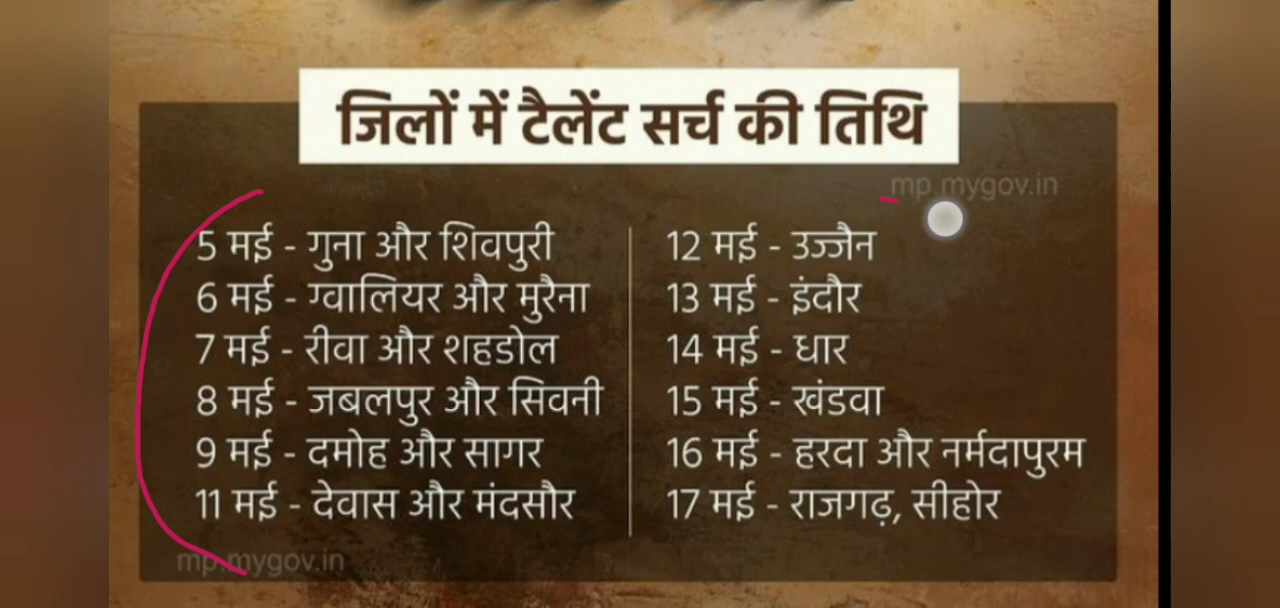 जिलों में टैलेंट सर्च की तिथि
mp.mygov.in
5 मई - गुना और शिवपुरी
6 मई - ग्वालियर और मुरैना
7 मई - रीवा और शहडोल
8 मई - जबलपुर और सिवनी
9 मई - दमोह और सागर
11 मई - देवास और मंदसौर
12 मई - उज्जैन
13 मई - इंदौर
14 मई - धार
15 मई - खंडवा
16 मई - हरदा और नर्मदापुरम
17 मई - राजगढ़, सीहोर
mp.mygov.in